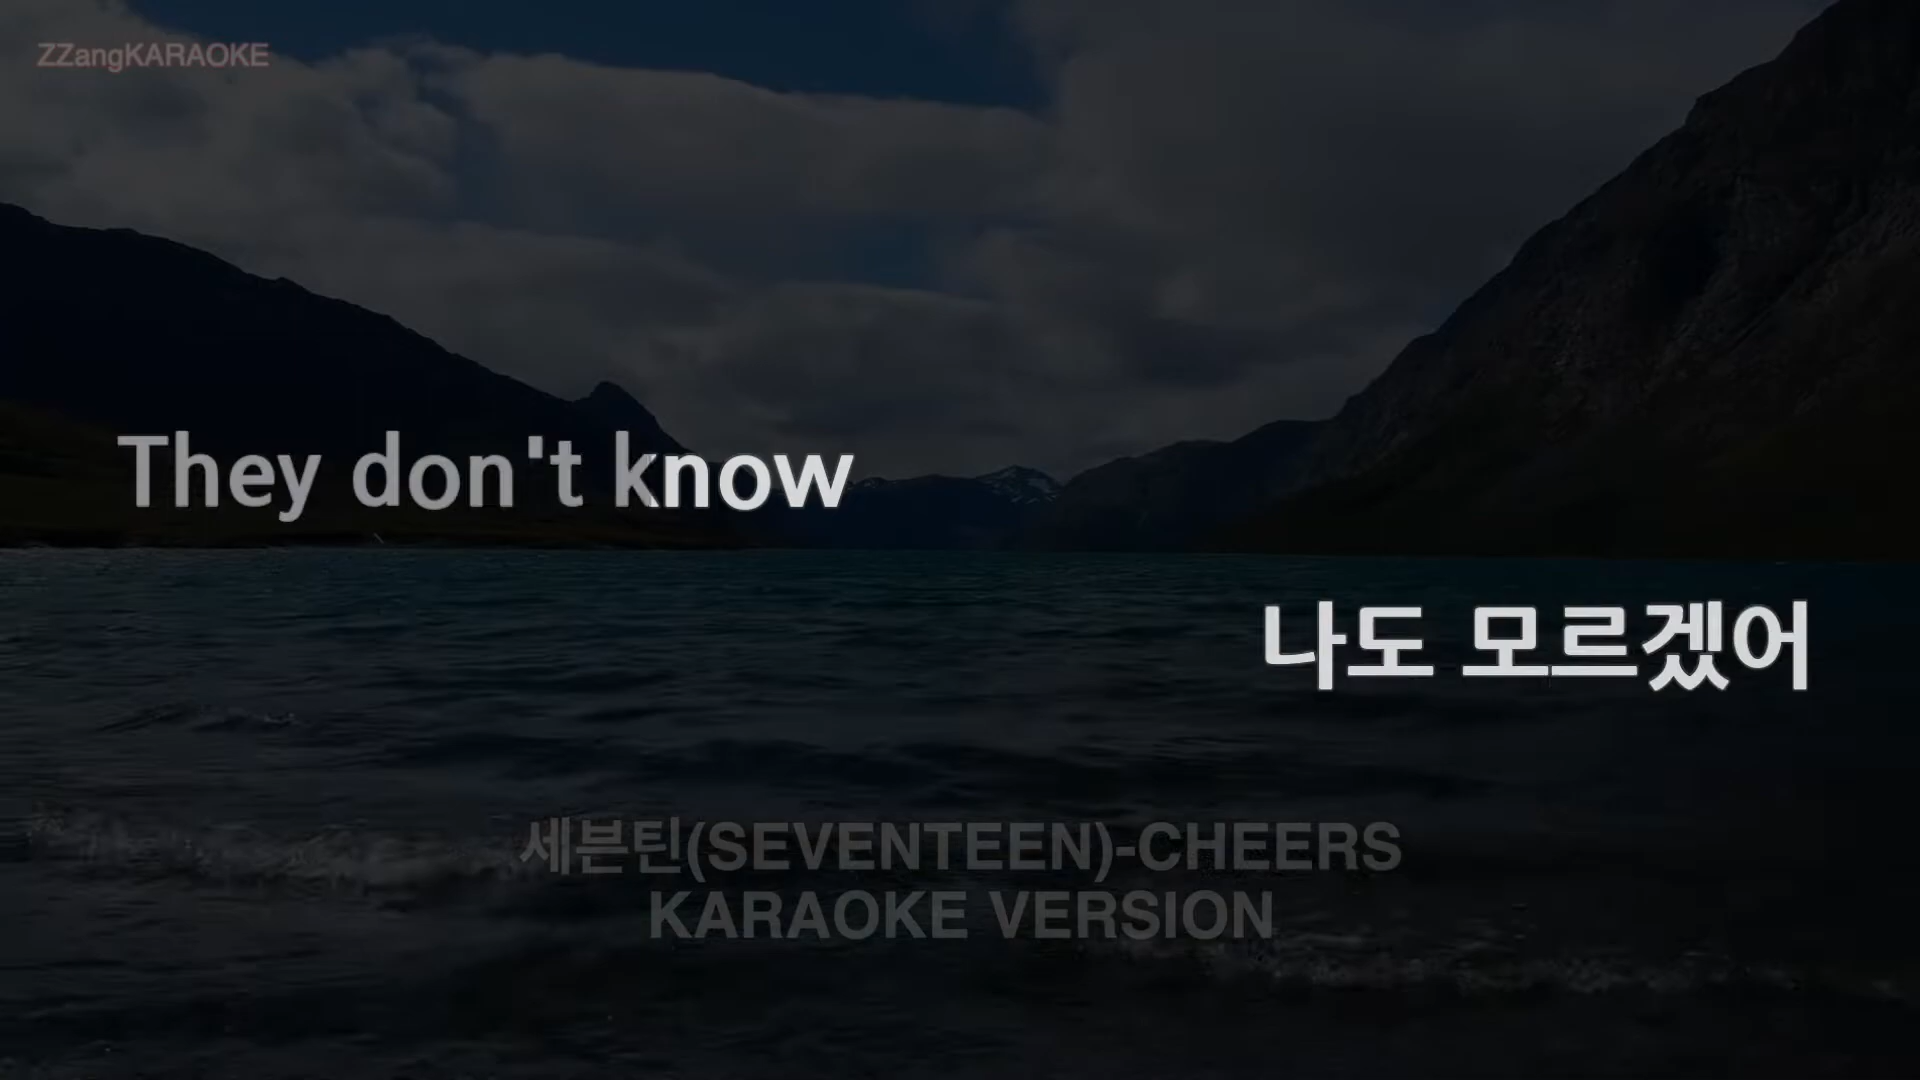 ZZangKARAOKE
They don't know
나도 모르겠어
세븐틴(SEVENTEEN)-CHEERS
KARAOKE VERSION